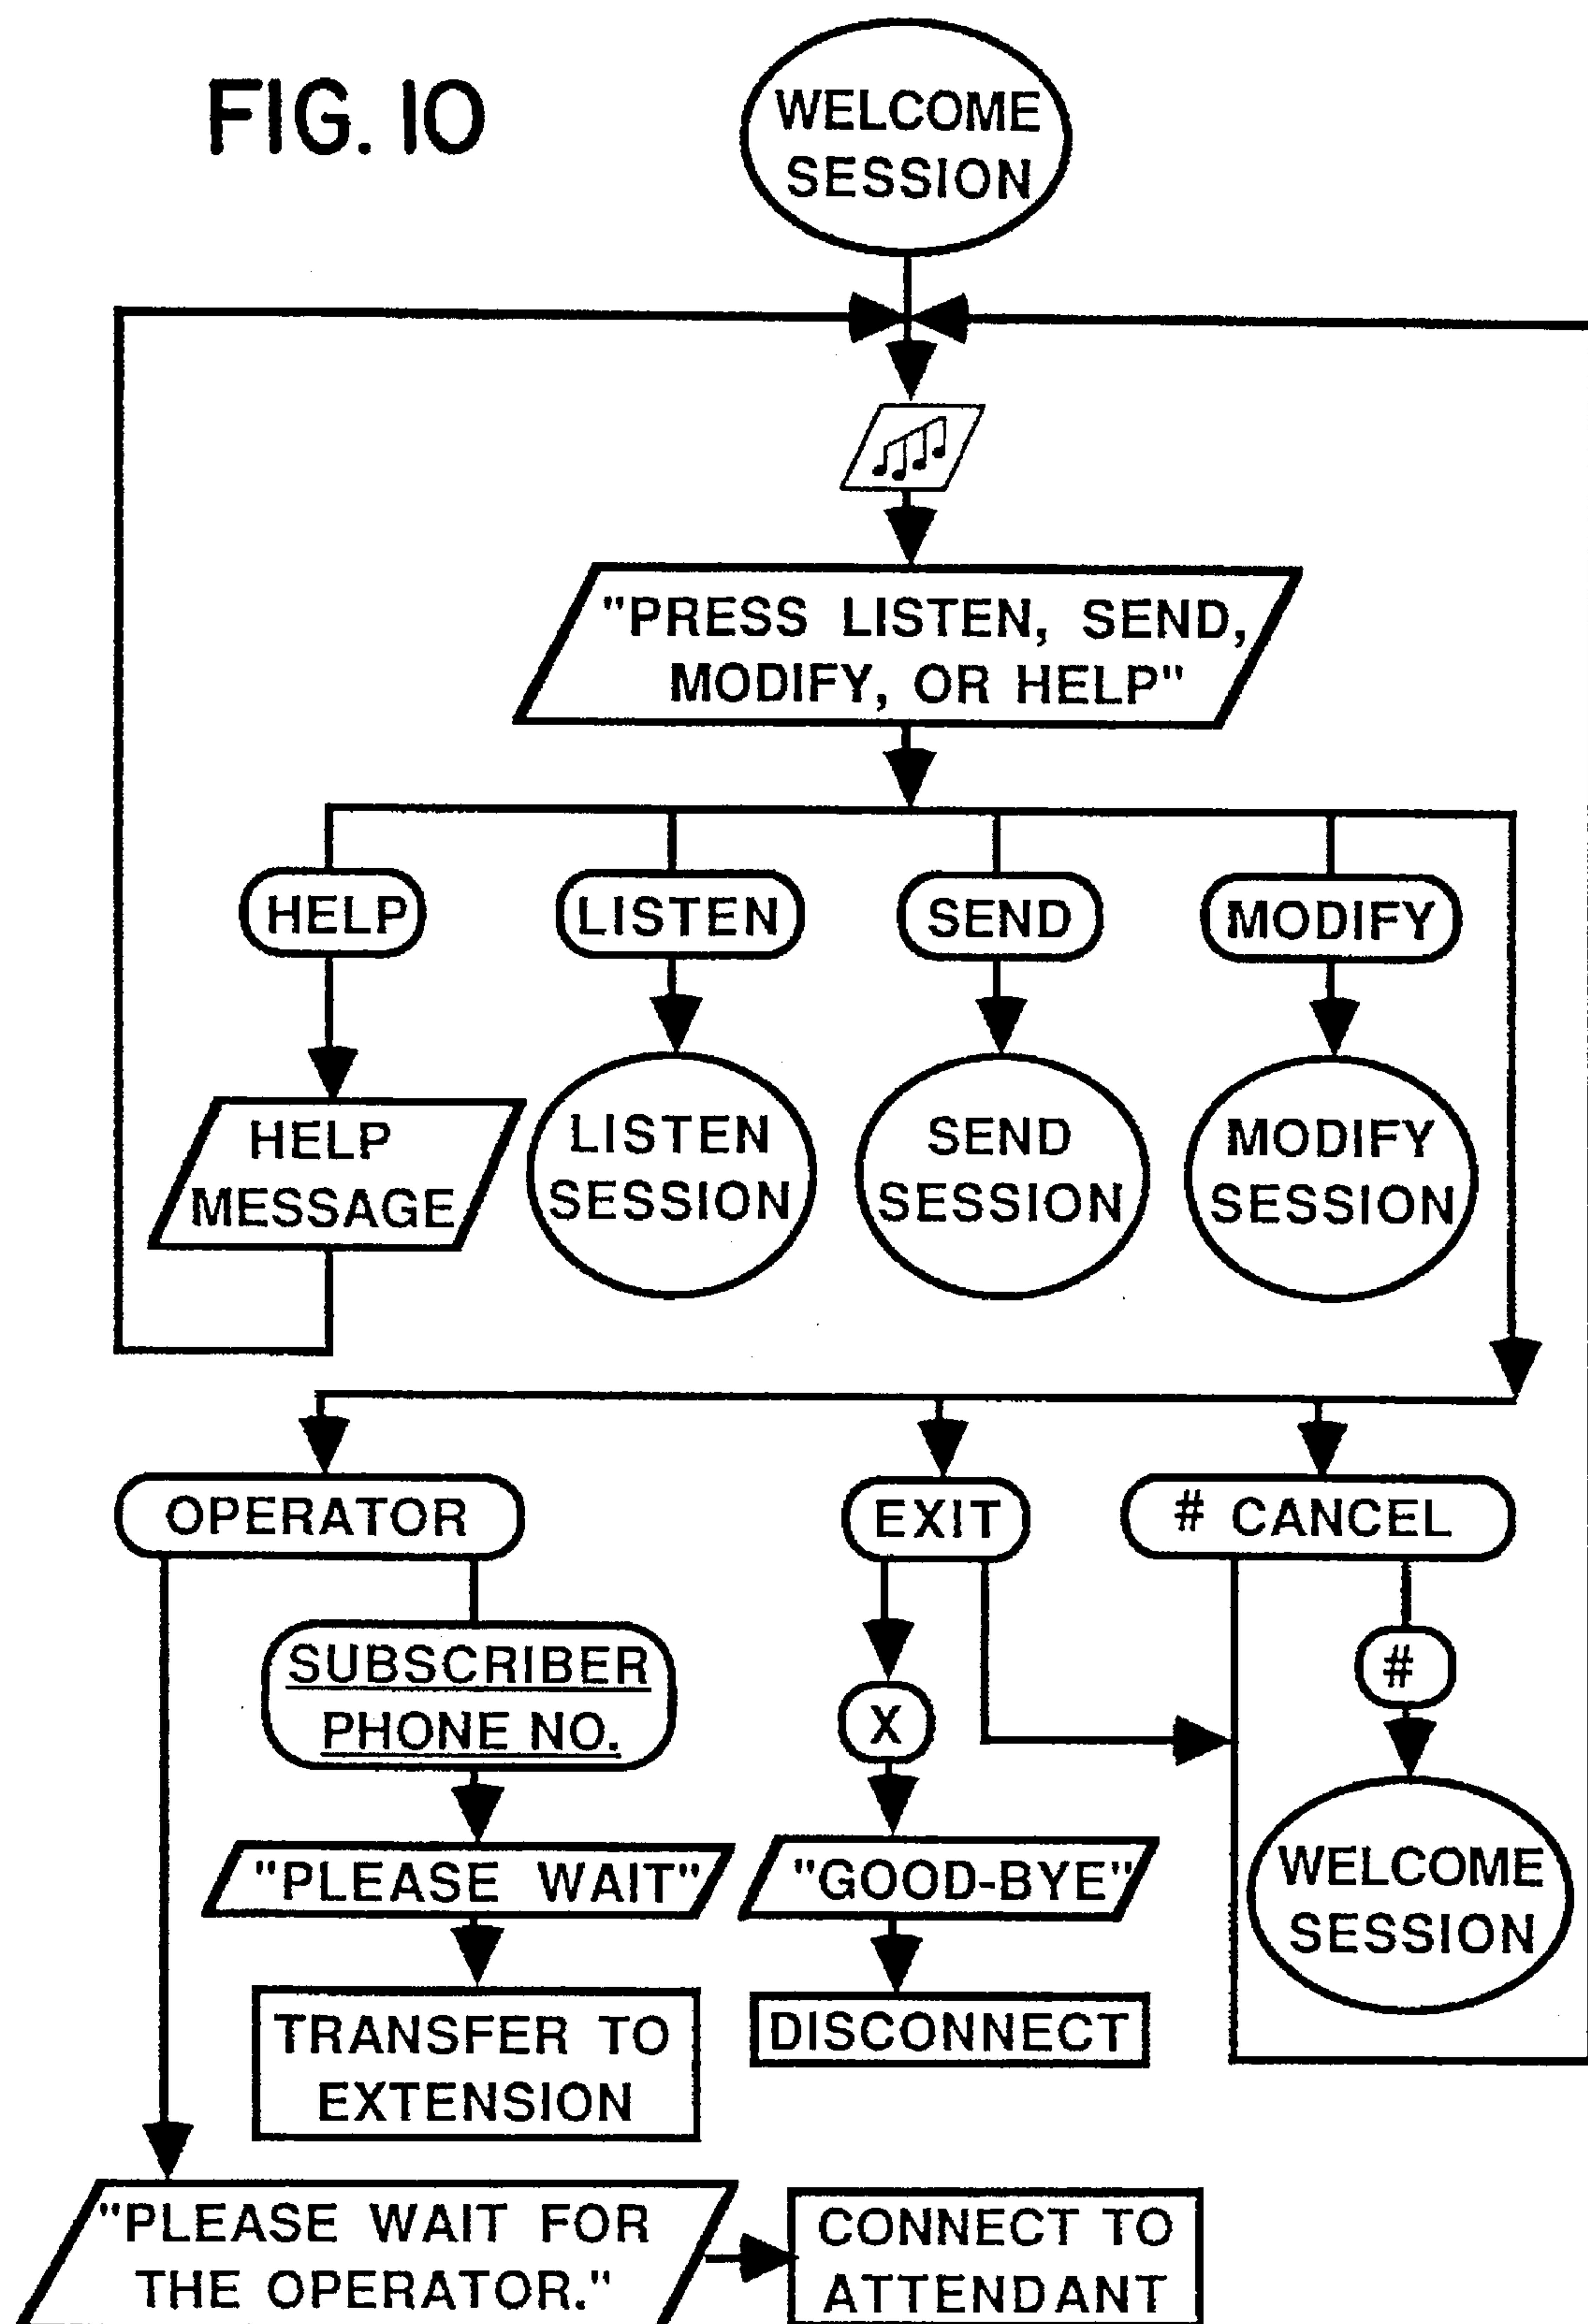 FIG. 10
WELCOME
SESSION
"PRESS LISTEN, SEND,
MODIFY, OR HELP"
HELP
LISTEN
SEND
MODIFY
HELP
MESSAGE
LISTEN
SESSION
SEND
SESSION
MODIFY
SESSION
OPERATOR
EXIT
# CANCEL
SUBSCRIBER
PHONE NO.
X
#
"PLEASE WAIT"
"GOOD-BYE"
WELCOME
SESSION
TRANSFER TO
EXTENSION
DISCONNECT
"PLEASE WAIT FOR
THE OPERATOR."
CONNECT TO
ATTENDANT